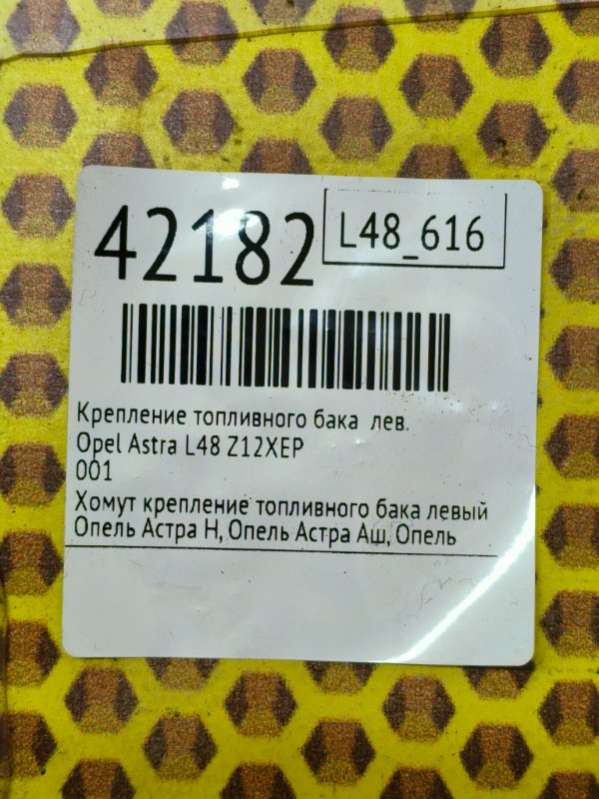 42182
L48_616
Крепление топливного бака лев.
Opel Astra L48 Z12XEP
001
Хомут крепление топливного бака левый
Опель Астра Н, Опель Астра Аш, Опель